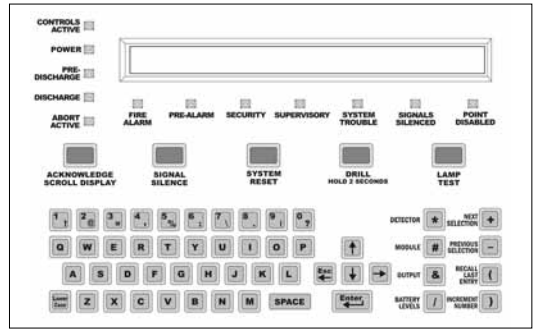 CONTROLS
ACTIVE
POWER
PRE-
DISCHARGE
DISCHARGE
ABORT
ACTIVE
FIRE
ALARM
PRE-ALARM
SECURITY
SUPERVISORY
SYSTEM
TROUBLE
SIGNALS
SILENCED
POINT
DISABLED
ACKNOWLEDGE
SCROLL DISPLAY
SIGNAL
SILENCE
SYSTEM
RESET
DRILL
HOLD 2 SECONDS
LAMP
TEST
1 2 @ 3 4 5 % 6 7 \ 8 9 0 ?
DETECTOR * NEXT SELECTION +
Q W E R T Y U I O P
MODULE # PREVIOUS SELECTION -
A S D F G H J K L Esc
OUTPUT & RECALL LAST ENTRY (
Lower Case Z X C V B N M SPACE Enter
BATTERY LEVELS / INCREMENT NUMBER )